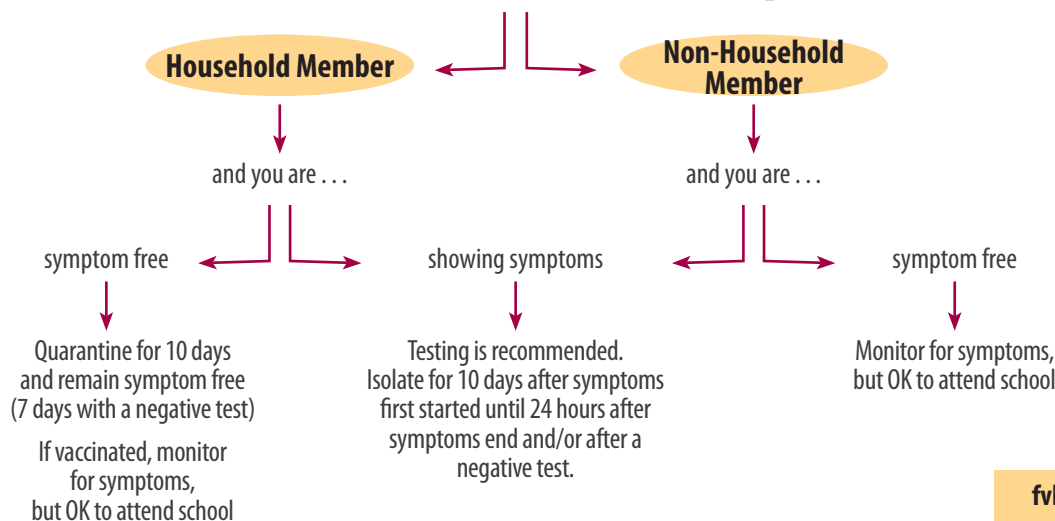 Household Member
Non-Household
Member
and you are . . .
and you are . . .
symptom free
showing symptoms
symptom free
Quarantine for 10 days
and remain symptom free
(7 days with a negative test)
If vaccinated, monitor
for symptoms,
but OK to attend school
Testing is recommended.
Isolate for 10 days after symptoms
first started until 24 hours after
symptoms end and/or after a
negative test.
Monitor for symptoms,
but OK to attend school